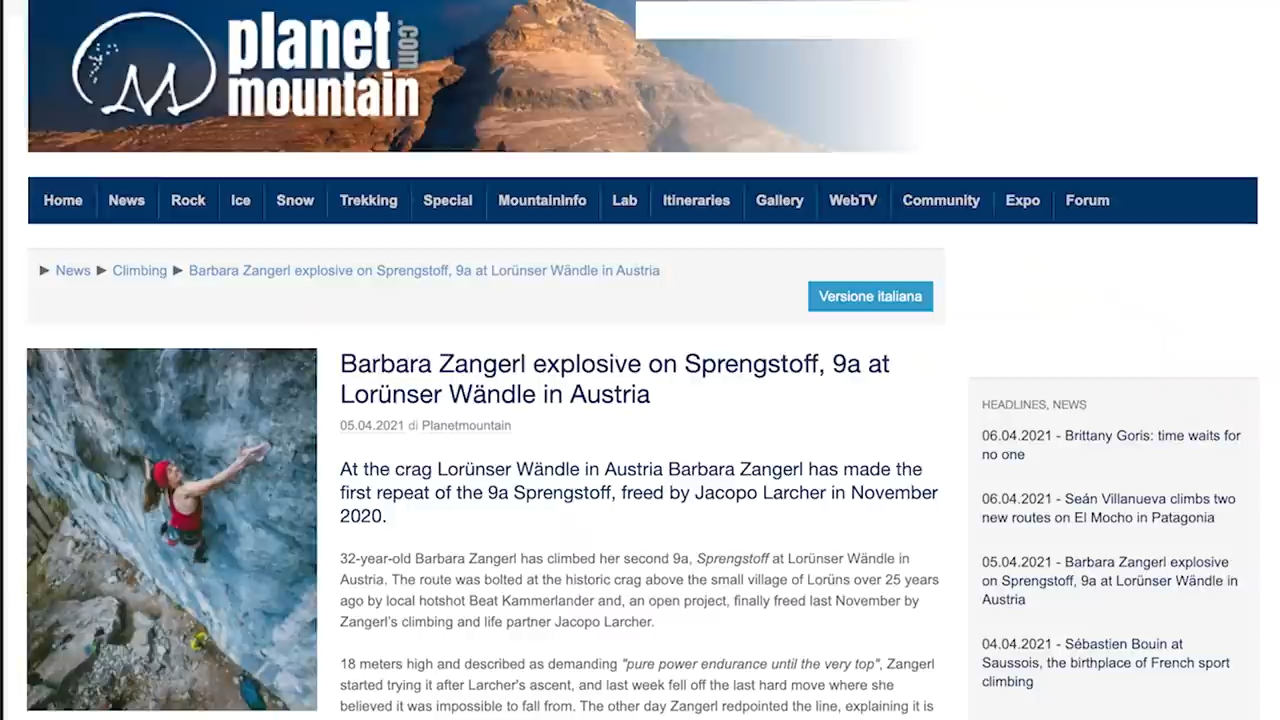 planet
mountain
.com
Home News Rock Ice Snow Trekking Special MountainInfo Lab Itineraries Gallery WebTV Community Expo Forum
News Climbing Barbara Zangerl explosive on Sprengstoff, 9a at Lorünser Wändle in Austria
Versione italiana
Barbara Zangerl explosive on Sprengstoff, 9a at
Lorünser Wändle in Austria
05.04.2021 di Planetmountain
At the crag Lorünser Wändle in Austria Barbara Zangerl has made the
first repeat of the 9a Sprengstoff, freed by Jacopo Larcher in November
2020.
32-year-old Barbara Zangerl has climbed her second 9a, Sprengstoff at Lorünser Wändle in
Austria. The route was bolted at the historic crag above the small village of Lorüns over 25 years
ago by local hotshot Beat Kammerlander and, an open project, finally freed last November by
Zangerl's climbing and life partner Jacopo Larcher.
18 meters high and described as demanding "pure power endurance until the very top", Zangerl
started trying it after Larcher's ascent, and last week fell off the last hard move where she
believed it was impossible to fall from. The other day Zangerl redpointed the line, explaining it is
HEADLINES, NEWS
06.04.2021 - Brittany Goris: time waits for
no one
06.04.2021 - Seán Villanueva climbs two
new routes on El Mocho in Patagonia
05.04.2021 - Barbara Zangerl explosive
on Sprengstoff, 9a at Lorünser Wändle in
Austria
04.04.2021 - Sébastien Bouin at
Saussois, the birthplace of French sport
climbing